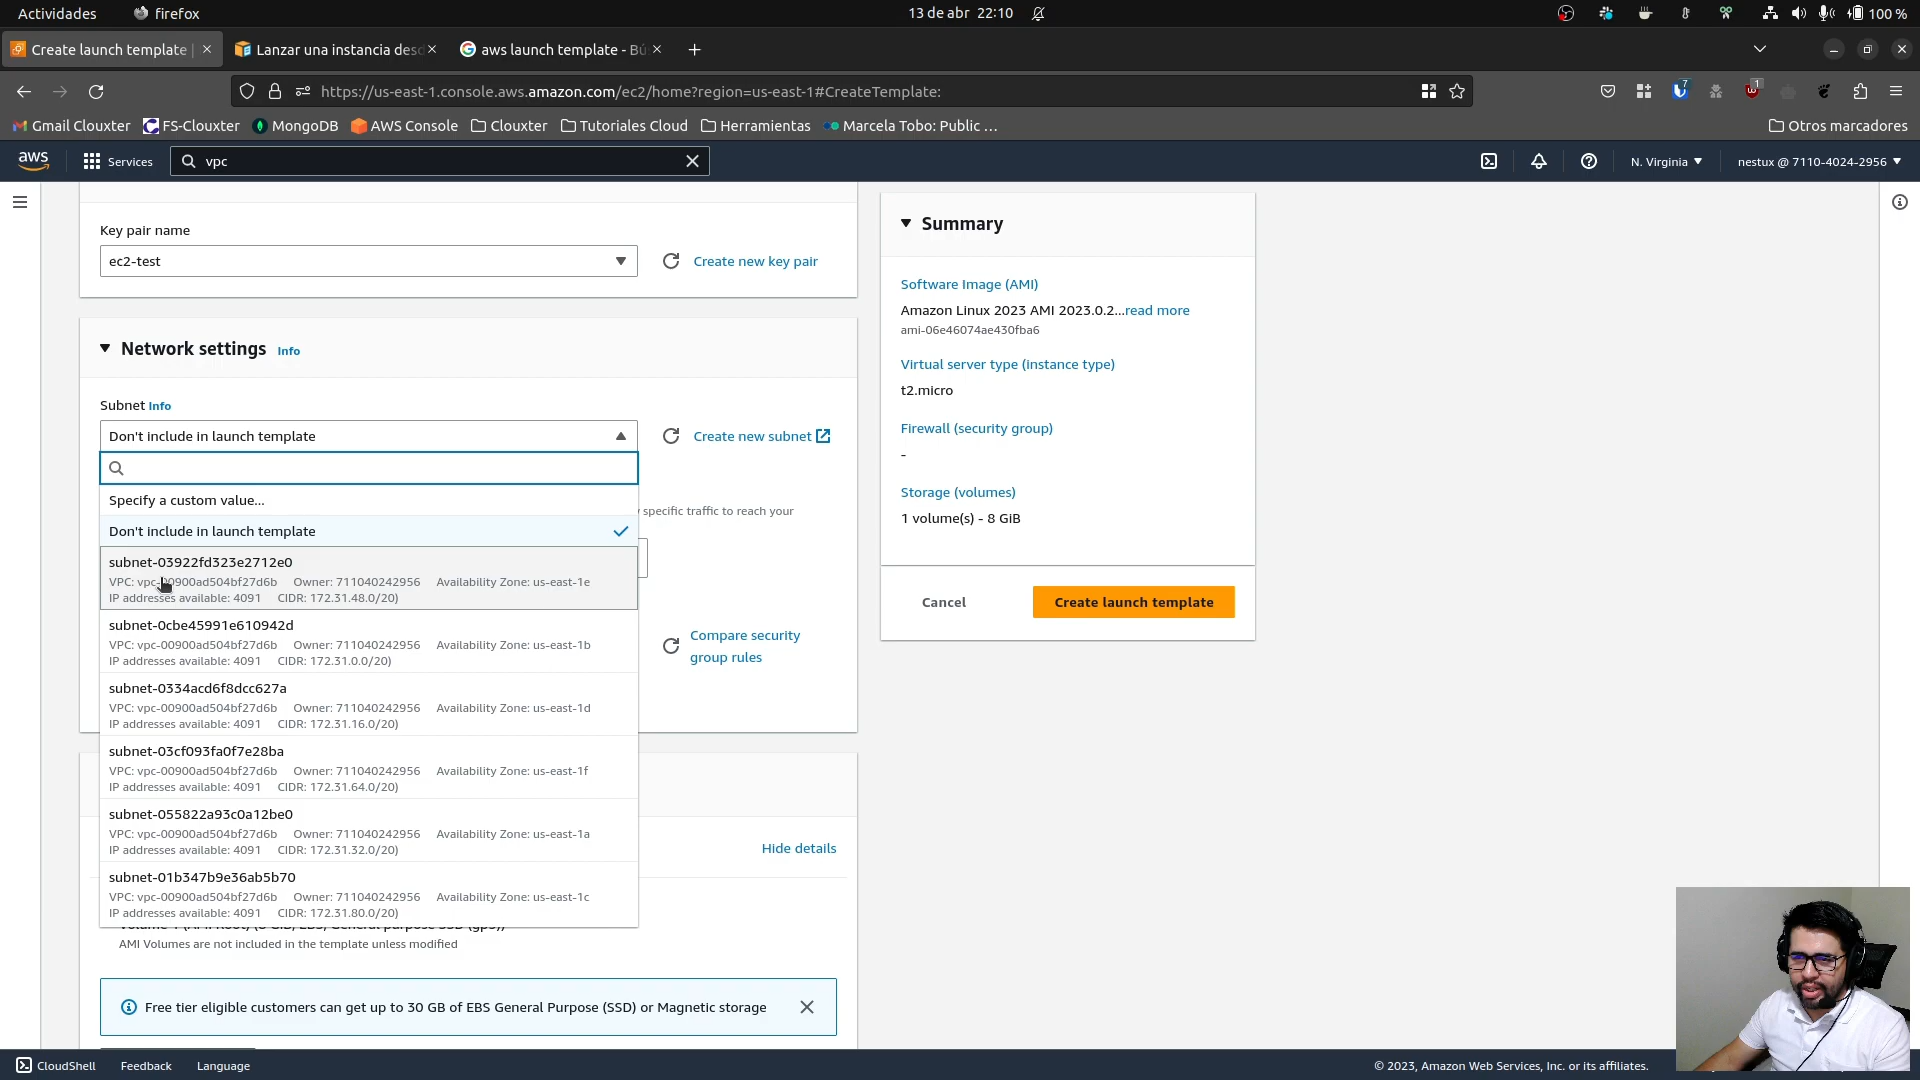 Actividades
firefox
13 de abr 22:10
100 %
Create launch template |
Lanzar una instancia desd
aws launch template - Bú
https://us-east-1.console.aws.amazon.com/ec2/home?region=us-east-1#CreateTemplate:
7
1
Gmail Clouxter
FS-Clouxter
MongoDB
AWS Console
Clouxter
Tutoriales Cloud
Herramientas
Marcela Tobo: Public ...
Otros marcadores
aws
Services
vpc
N. Virginia
nestux @ 7110-4024-2956
Key pair name
ec2-test
Create new key pair
Network settings Info
Subnet Info
Don't include in launch template
Create new subnet
Specify a custom value...
specific traffic to reach your
Don't include in launch template
subnet-03922fd323e2712e0
VPC: vpc-00900ad504bf27d6b Owner: 711040242956 Availability Zone: us-east-1e
IP addresses available: 4091 CIDR: 172.31.48.0/20)
subnet-0cbe45991e610942d
VPC: vpc-00900ad504bf27d6b Owner: 711040242956 Availability Zone: us-east-1b
IP addresses available: 4091 CIDR: 172.31.0.0/20)
Compare security
group rules
subnet-0334acd6f8dcc627a
VPC: vpc-00900ad504bf27d6b Owner: 711040242956 Availability Zone: us-east-1d
IP addresses available: 4091 CIDR: 172.31.16.0/20)
subnet-03cf093fa0f7e28ba
VPC: vpc-00900ad504bf27d6b Owner: 711040242956 Availability Zone: us-east-1f
IP addresses available: 4091 CIDR: 172.31.64.0/20)
subnet-055822a93c0a12be0
VPC: vpc-00900ad504bf27d6b Owner: 711040242956 Availability Zone: us-east-1a
IP addresses available: 4091 CIDR: 172.31.32.0/20)
Hide details
subnet-01b347b9e36ab5b70
VPC: vpc-00900ad504bf27d6b Owner: 711040242956 Availability Zone: us-east-1c
IP addresses available: 4091 CIDR: 172.31.80.0/20)
AMI Volumes are not included in the template unless modified
Free tier eligible customers can get up to 30 GB of EBS General Purpose (SSD) or Magnetic storage
Summary
Software Image (AMI)
Amazon Linux 2023 AMI 2023.0.2...read more
ami-06e46074ae430fba6
Virtual server type (instance type)
t2.micro
Firewall (security group)
-
Storage (volumes)
1 volume(s) - 8 GiB
Cancel
Create launch template
CloudShell
Feedback
Language
© 2023, Amazon Web Services, Inc. or its affiliates.